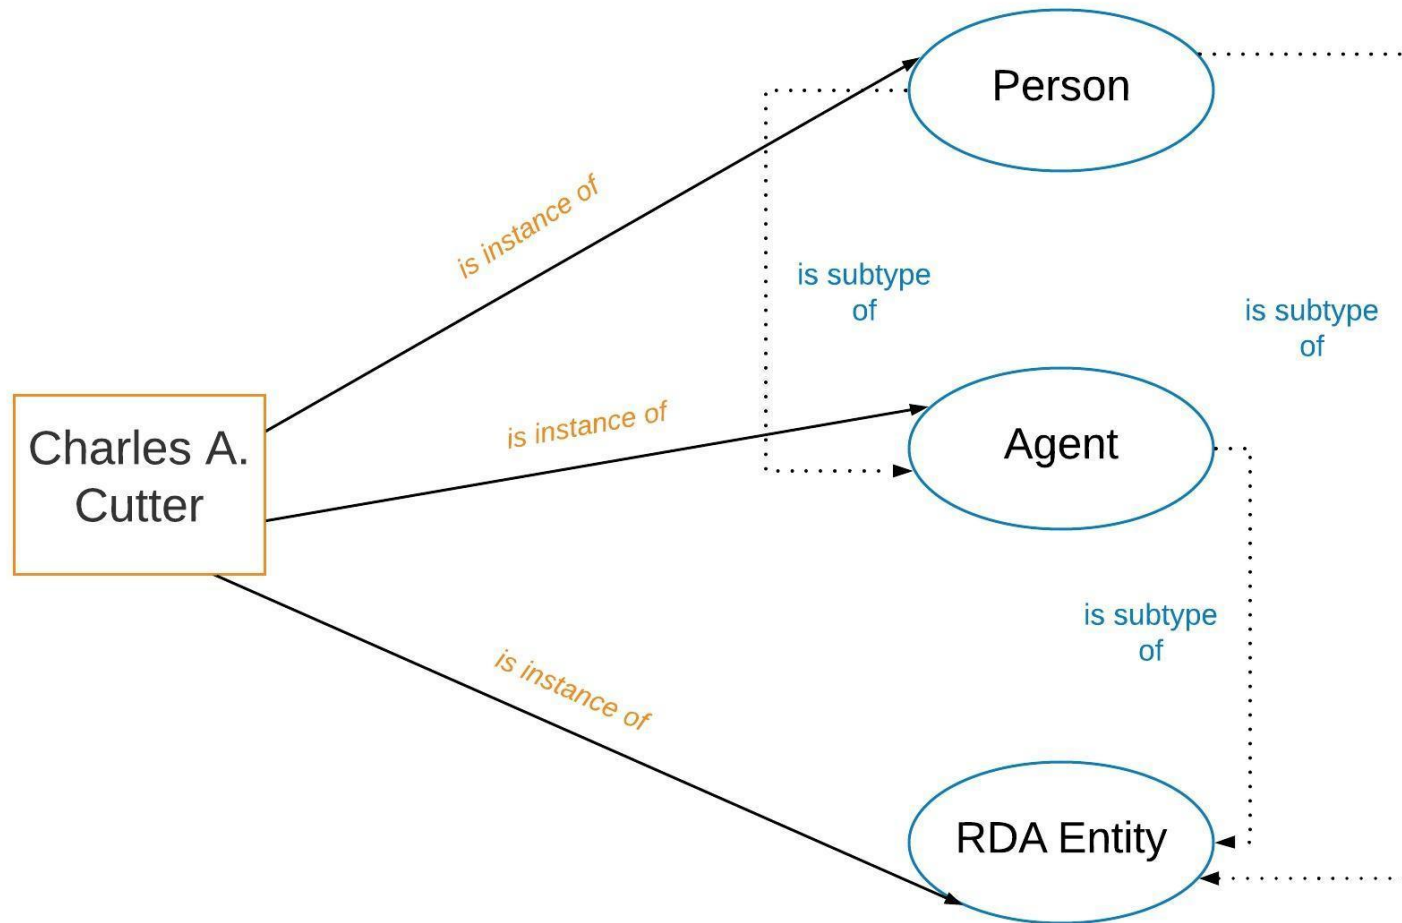 Person
is instance of
is subtype
of
is subtype
of
Charles A.
Cutter
is instance of
Agent
is subtype
of
is instance of
RDA Entity